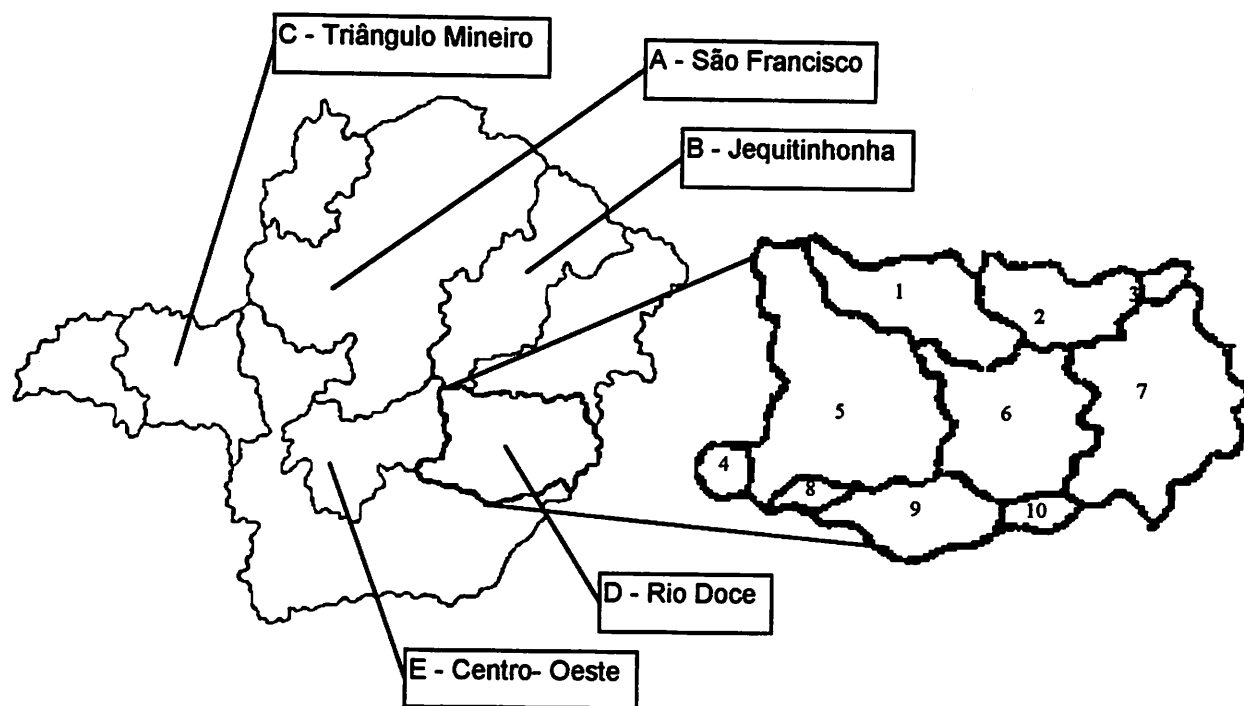 C - Triângulo Mineiro
A - São Francisco
B - Jequitinhonha
1
2
3
4
5
6
7
8
9
10
D - Rio Doce
E - Centro- Oeste